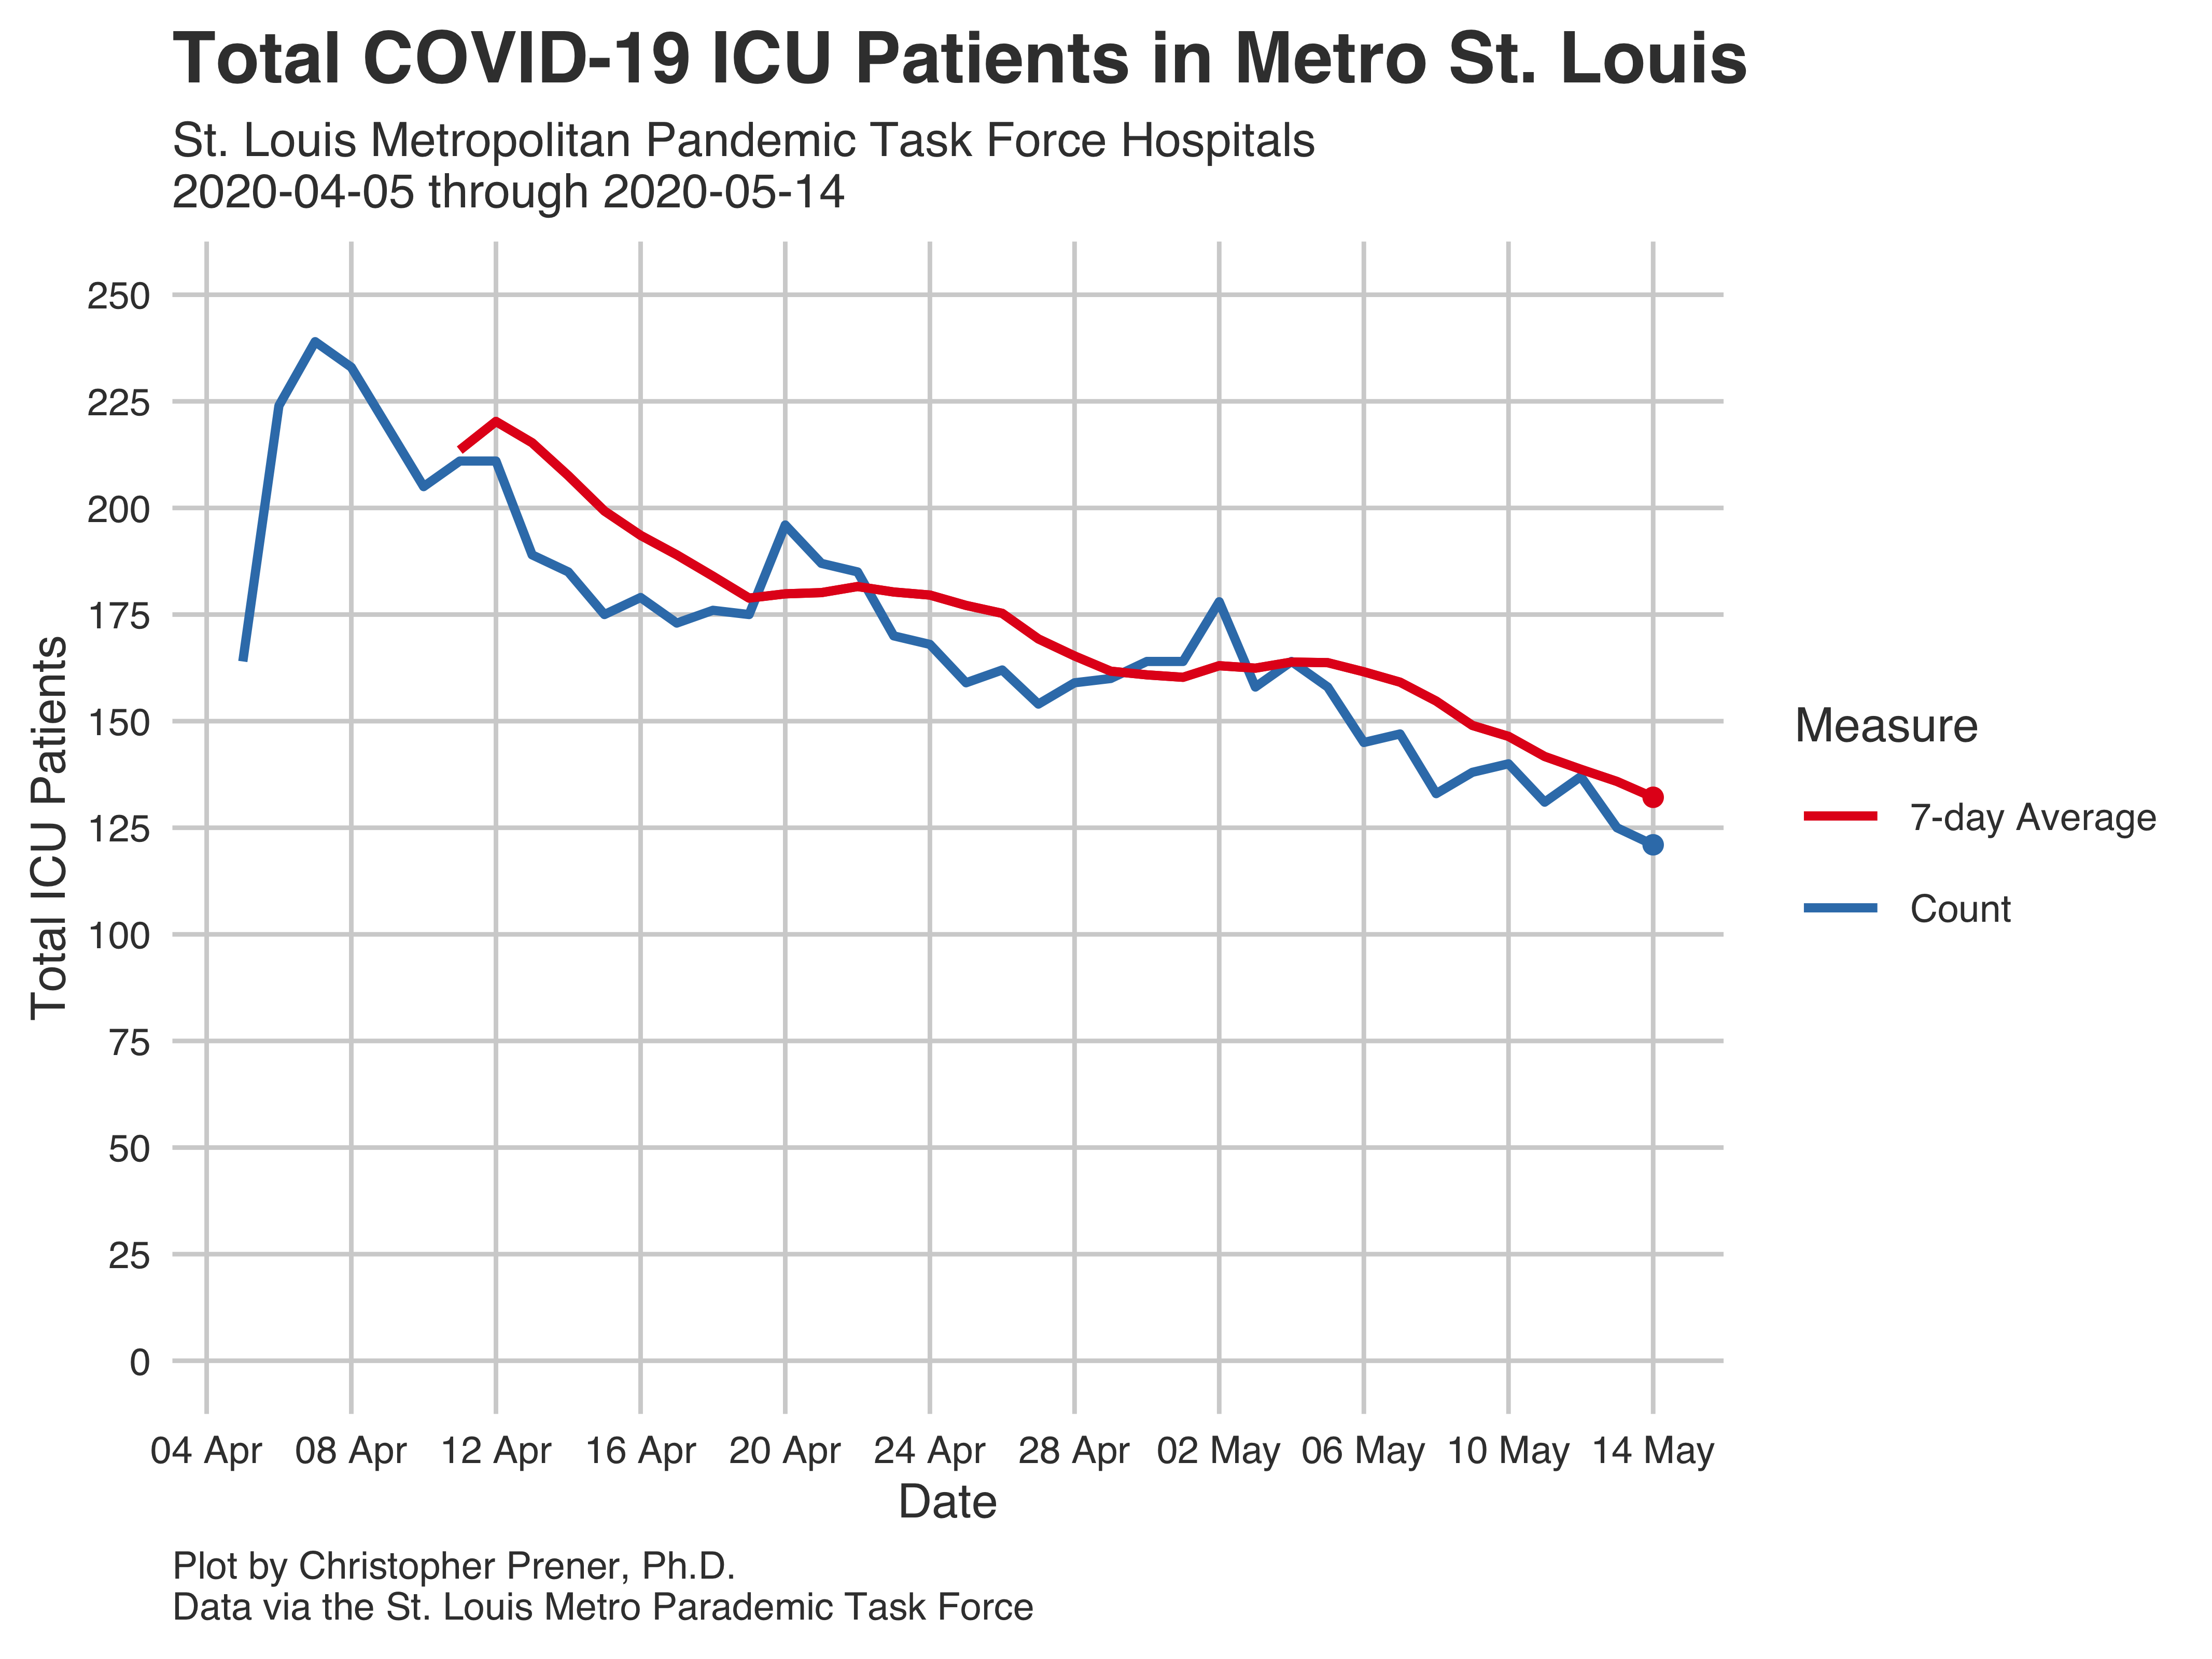 Total COVID-19 ICU Patients in Metro St. Louis
St. Louis Metropolitan Pandemic Task Force Hospitals
2020-04-05 through 2020-05-14
250
225
200
175
150
125
100
75
50
25
0
Total ICU Patients
04 Apr 08 Apr 12 Apr 16 Apr 20 Apr 24 Apr 28 Apr 02 May 06 May 10 May 14 May
Date
Measure
7-day Average
Count
Plot by Christopher Prener, Ph.D.
Data via the St. Louis Metro Parademic Task Force